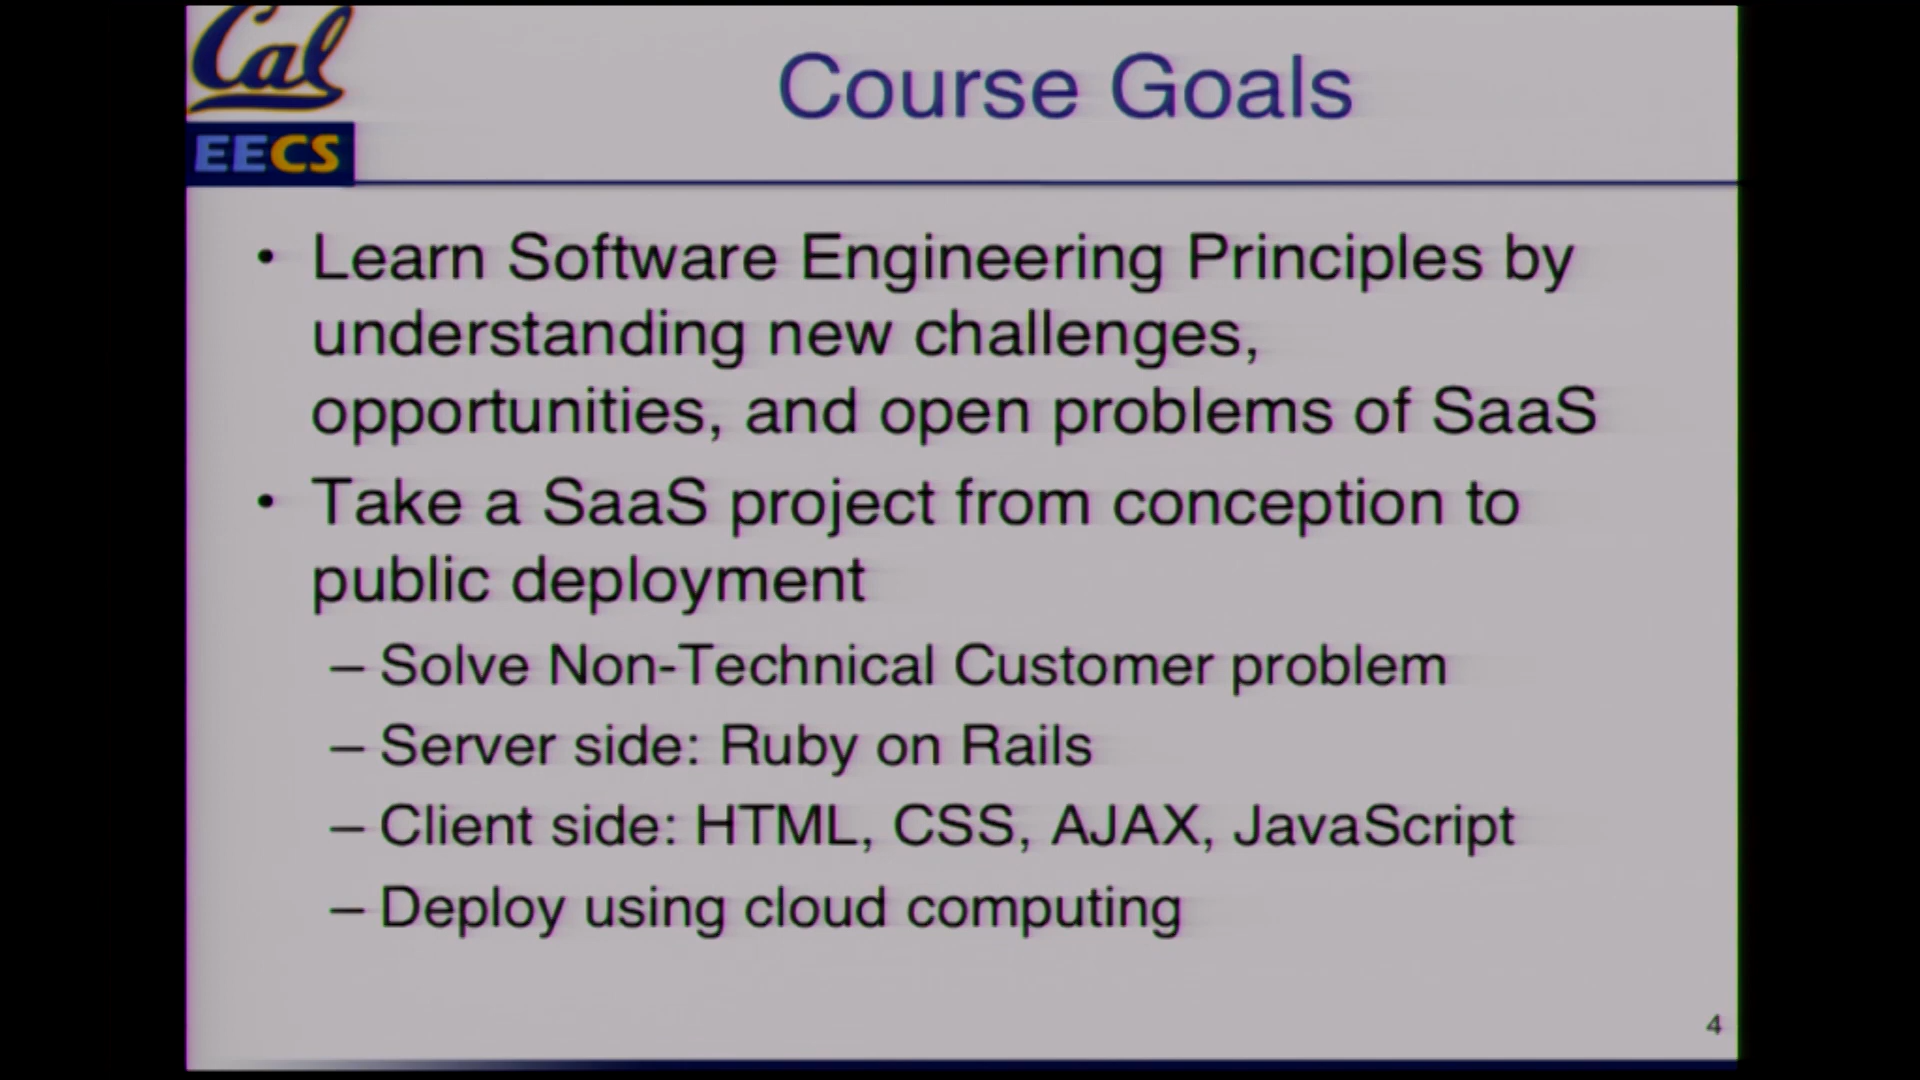 Cal
EECS
Course Goals
• Learn Software Engineering Principles by
understanding new challenges,
opportunities, and open problems of SaaS
• Take a SaaS project from conception to
public deployment
– Solve Non-Technical Customer problem
– Server side: Ruby on Rails
– Client side: HTML, CSS, AJAX, JavaScript
– Deploy using cloud computing
4